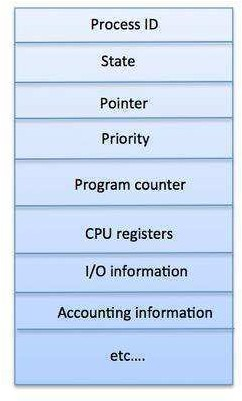 Process ID
State
Pointer
Priority
Program counter
CPU registers
I/O information
Accounting information
etc....